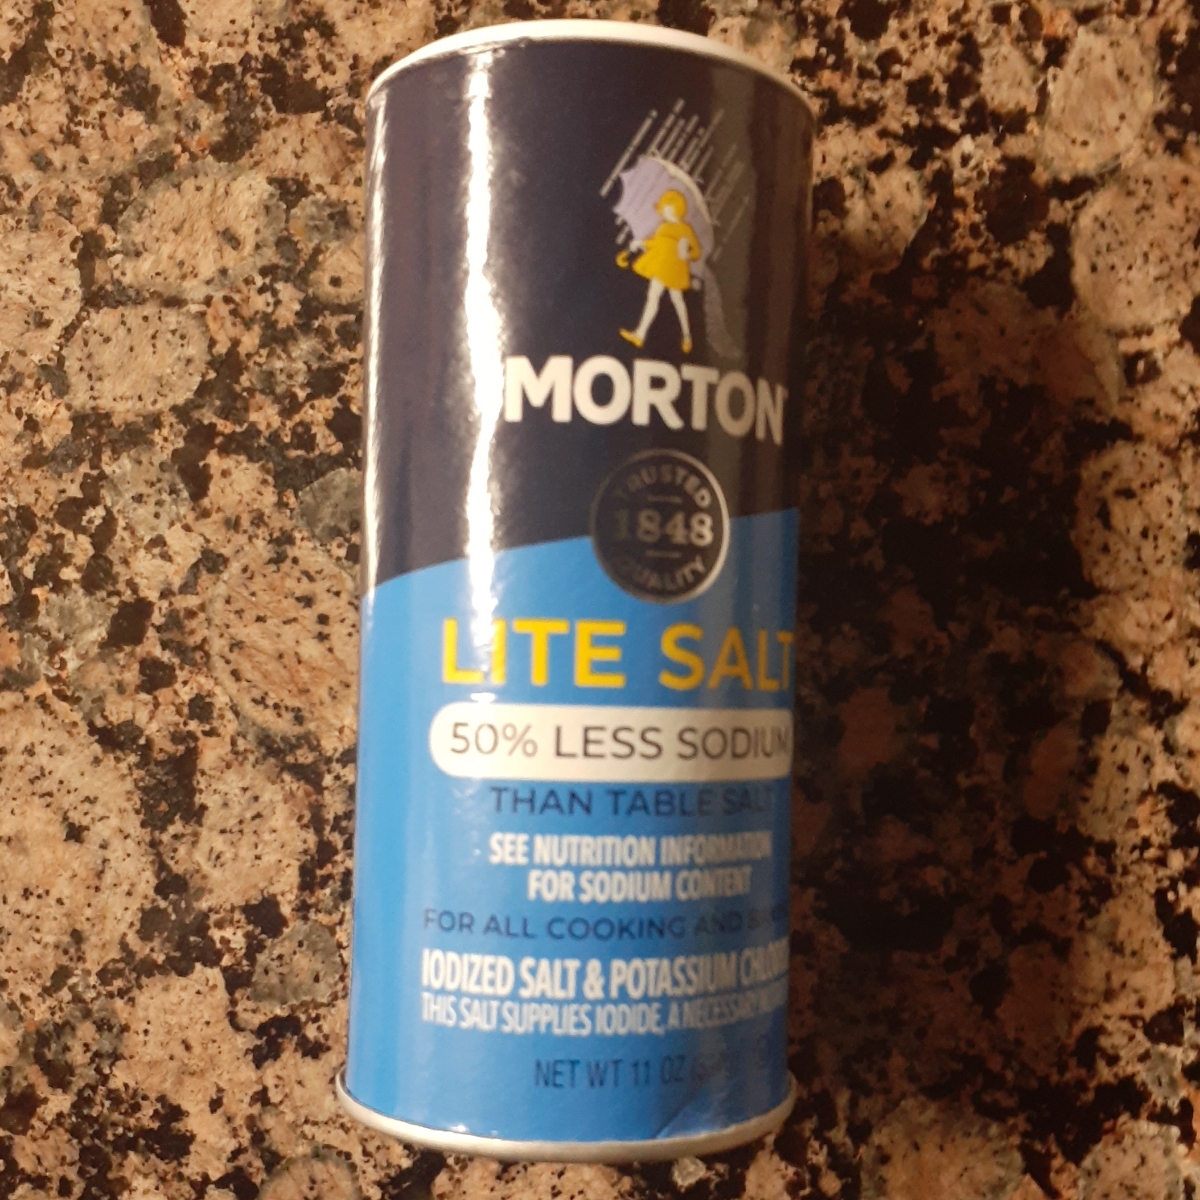 MORTON
TRUSTED
1848
QUALITY
LITE SALT
50% LESS SODIUM
THAN TABLE SALT
SEE NUTRITION INFORMATION
FOR SODIUM CONTENT
FOR ALL COOKING AND
IODIZED SALT & POTASSIUM
THIS SALT SUPPLIES IODIDE, A NECESSARY
NET WT 11 OZ